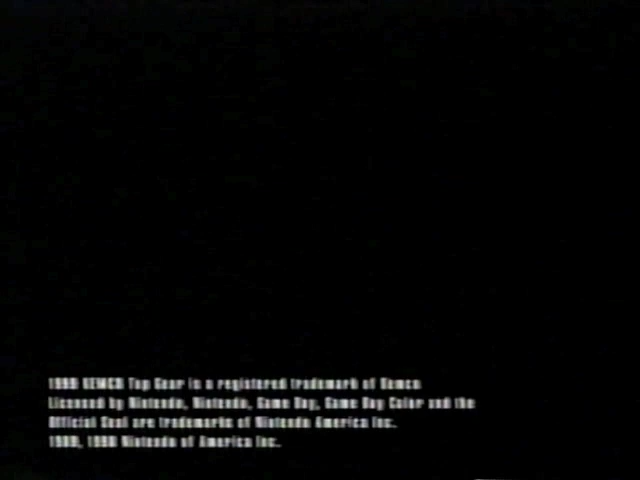 1999 KEMCO Top Gear is a registered trademark of Kemco
Licensed by Nintendo, Nintendo, Game Boy, Game Boy Color and the
Official Seal are trademarks of Nintendo America Inc.
1989, 1998 Nintendo of America Inc.